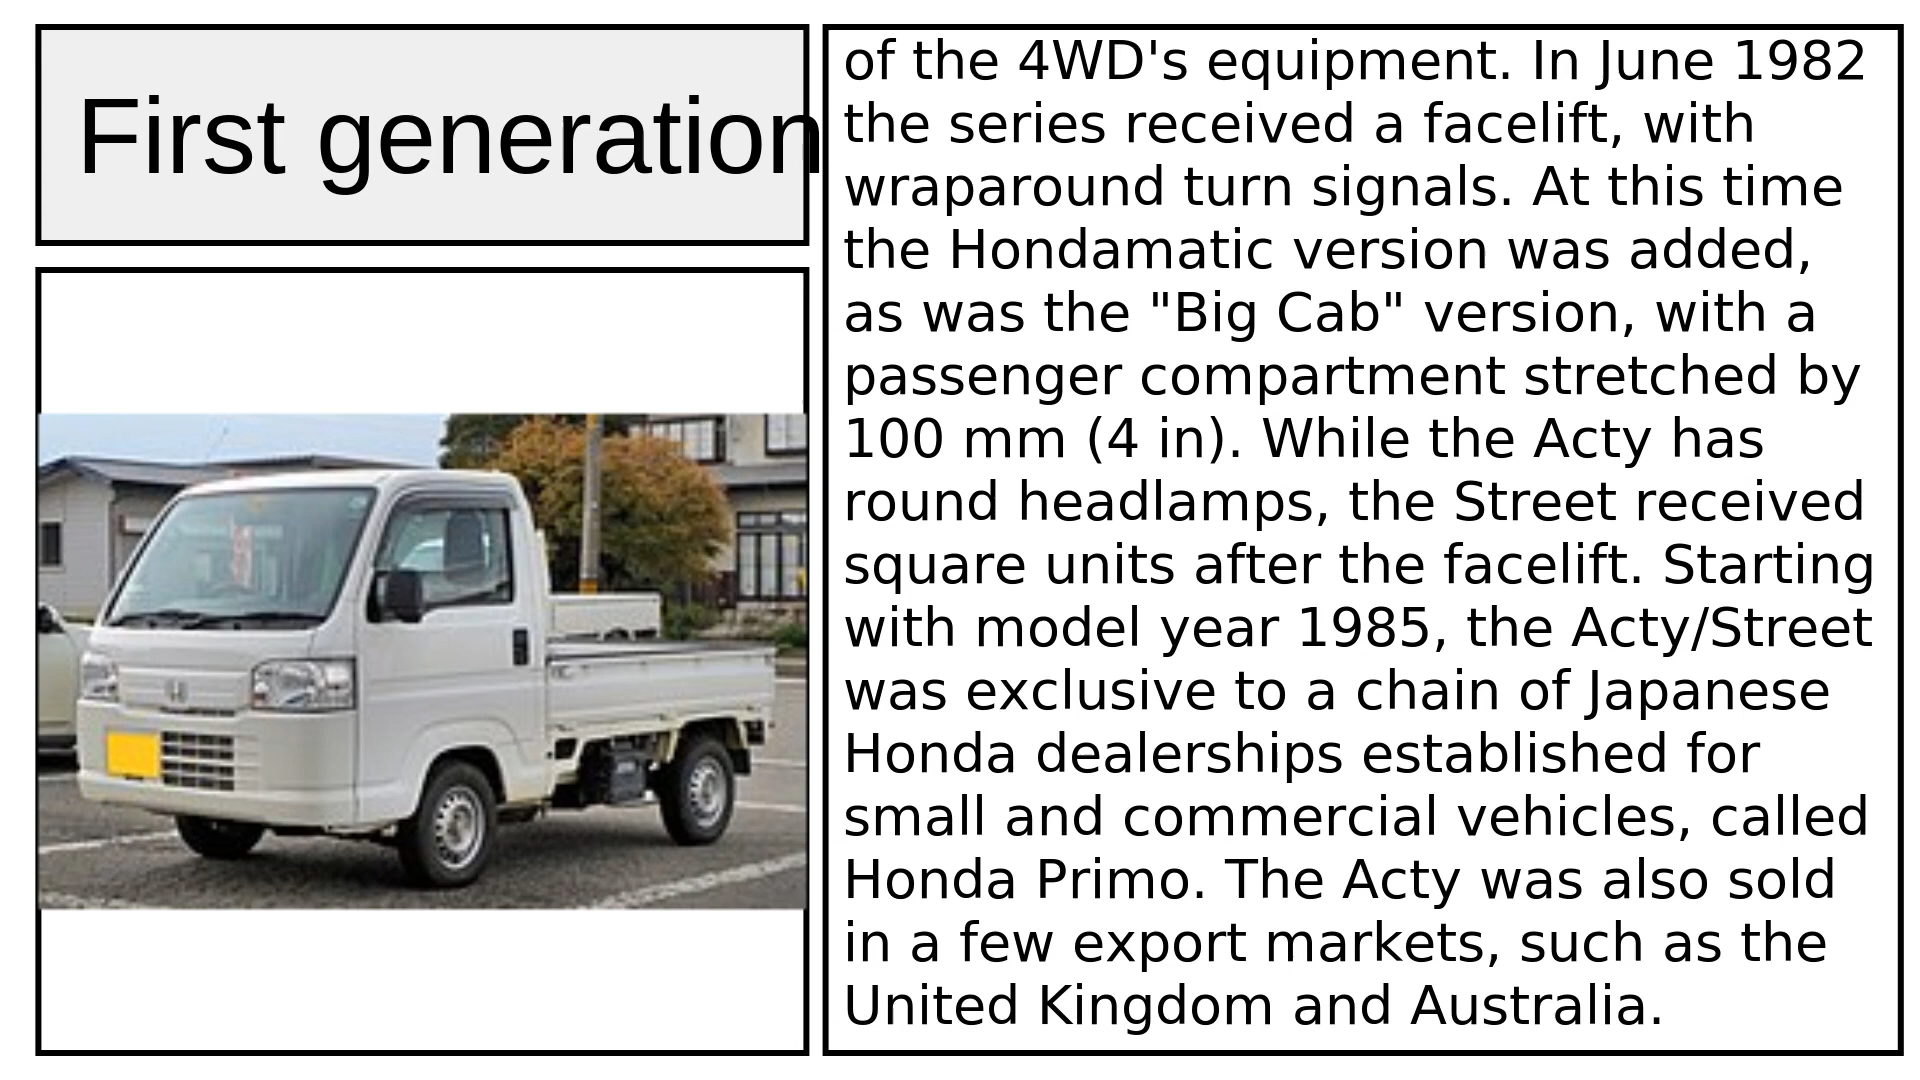 First generation
of the 4WD's equipment. In June 1982
the series received a facelift, with
wraparound turn signals. At this time
the Hondamatic version was added,
as was the "Big Cab" version, with a
passenger compartment stretched by
100 mm (4 in). While the Acty has
round headlamps, the Street received
square units after the facelift. Starting
with model year 1985, the Acty/Street
was exclusive to a chain of Japanese
Honda dealerships established for
small and commercial vehicles, called
Honda Primo. The Acty was also sold
in a few export markets, such as the
United Kingdom and Australia.